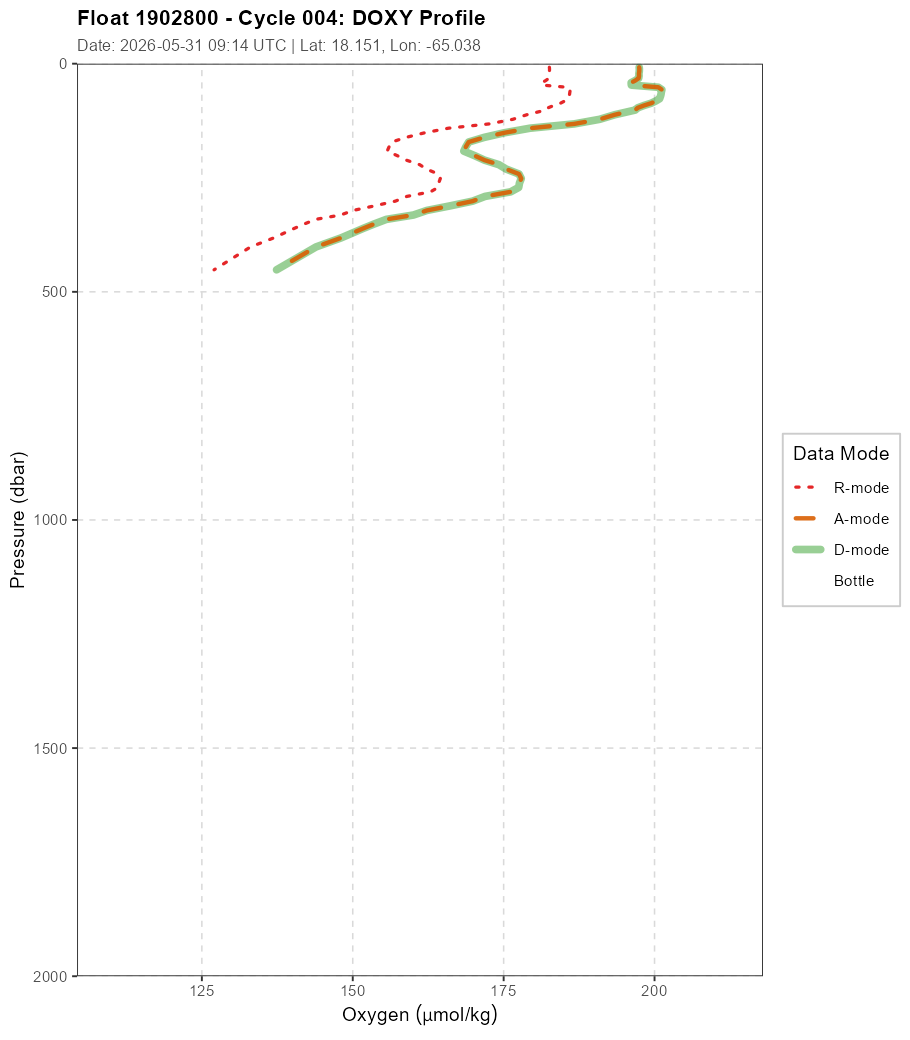 Float 1902800 - Cycle 004: DOXY Profile
Date: 2026-05-31 09:14 UTC | Lat: 18.151, Lon: -65.038
0
500
1000
1500
2000
Pressure (dbar)
125 150 175 200
Oxygen (µmol/kg)
Data Mode
R-mode
A-mode
D-mode
Bottle